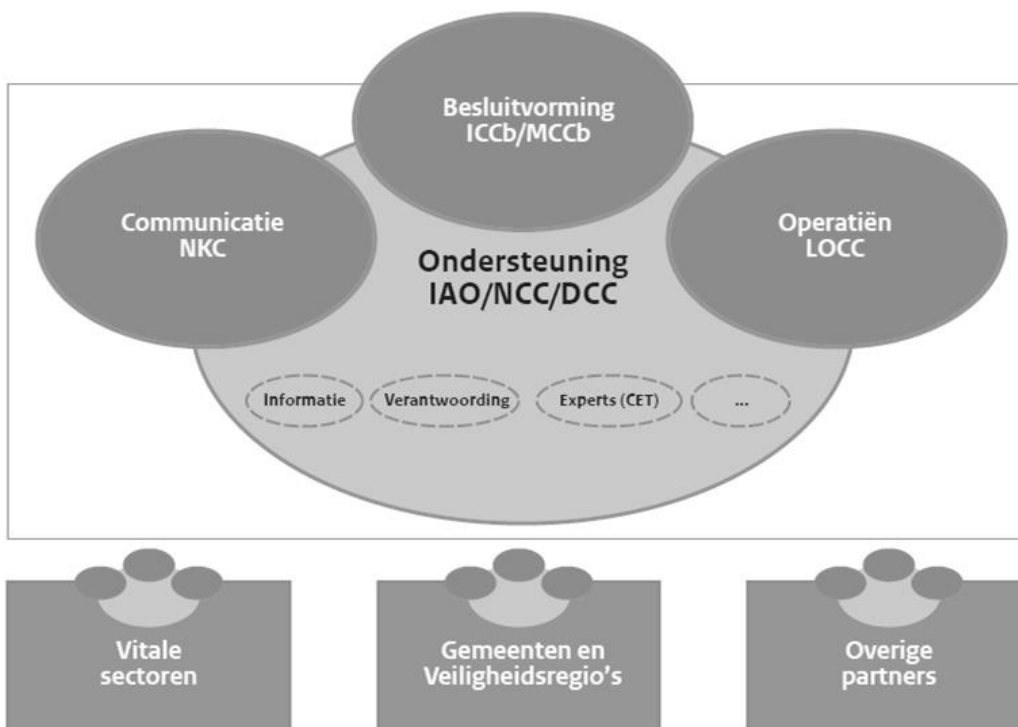 Besluitvorming
ICCb/MCCb
Communicatie
NKC
Operatiën
LOCC
Ondersteuning
IAO/NCC/DCC
Informatie
Verantwoording
Experts (CET)
...
Vitale
sectoren
Gemeenten en
Veiligheidsregio's
Overige
partners